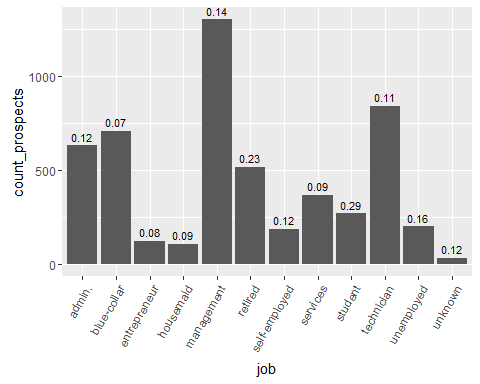 0.14
0.11
0.07
0.12
0.23
0.09
0.29
0.16
0.12
0.08
0.09
0.12
1000
500
0
count_prospects
admin.
blue-collar
entrepreneur
housemaid
management
retired
self-employed
services
student
technician
unemployed
unknown
job